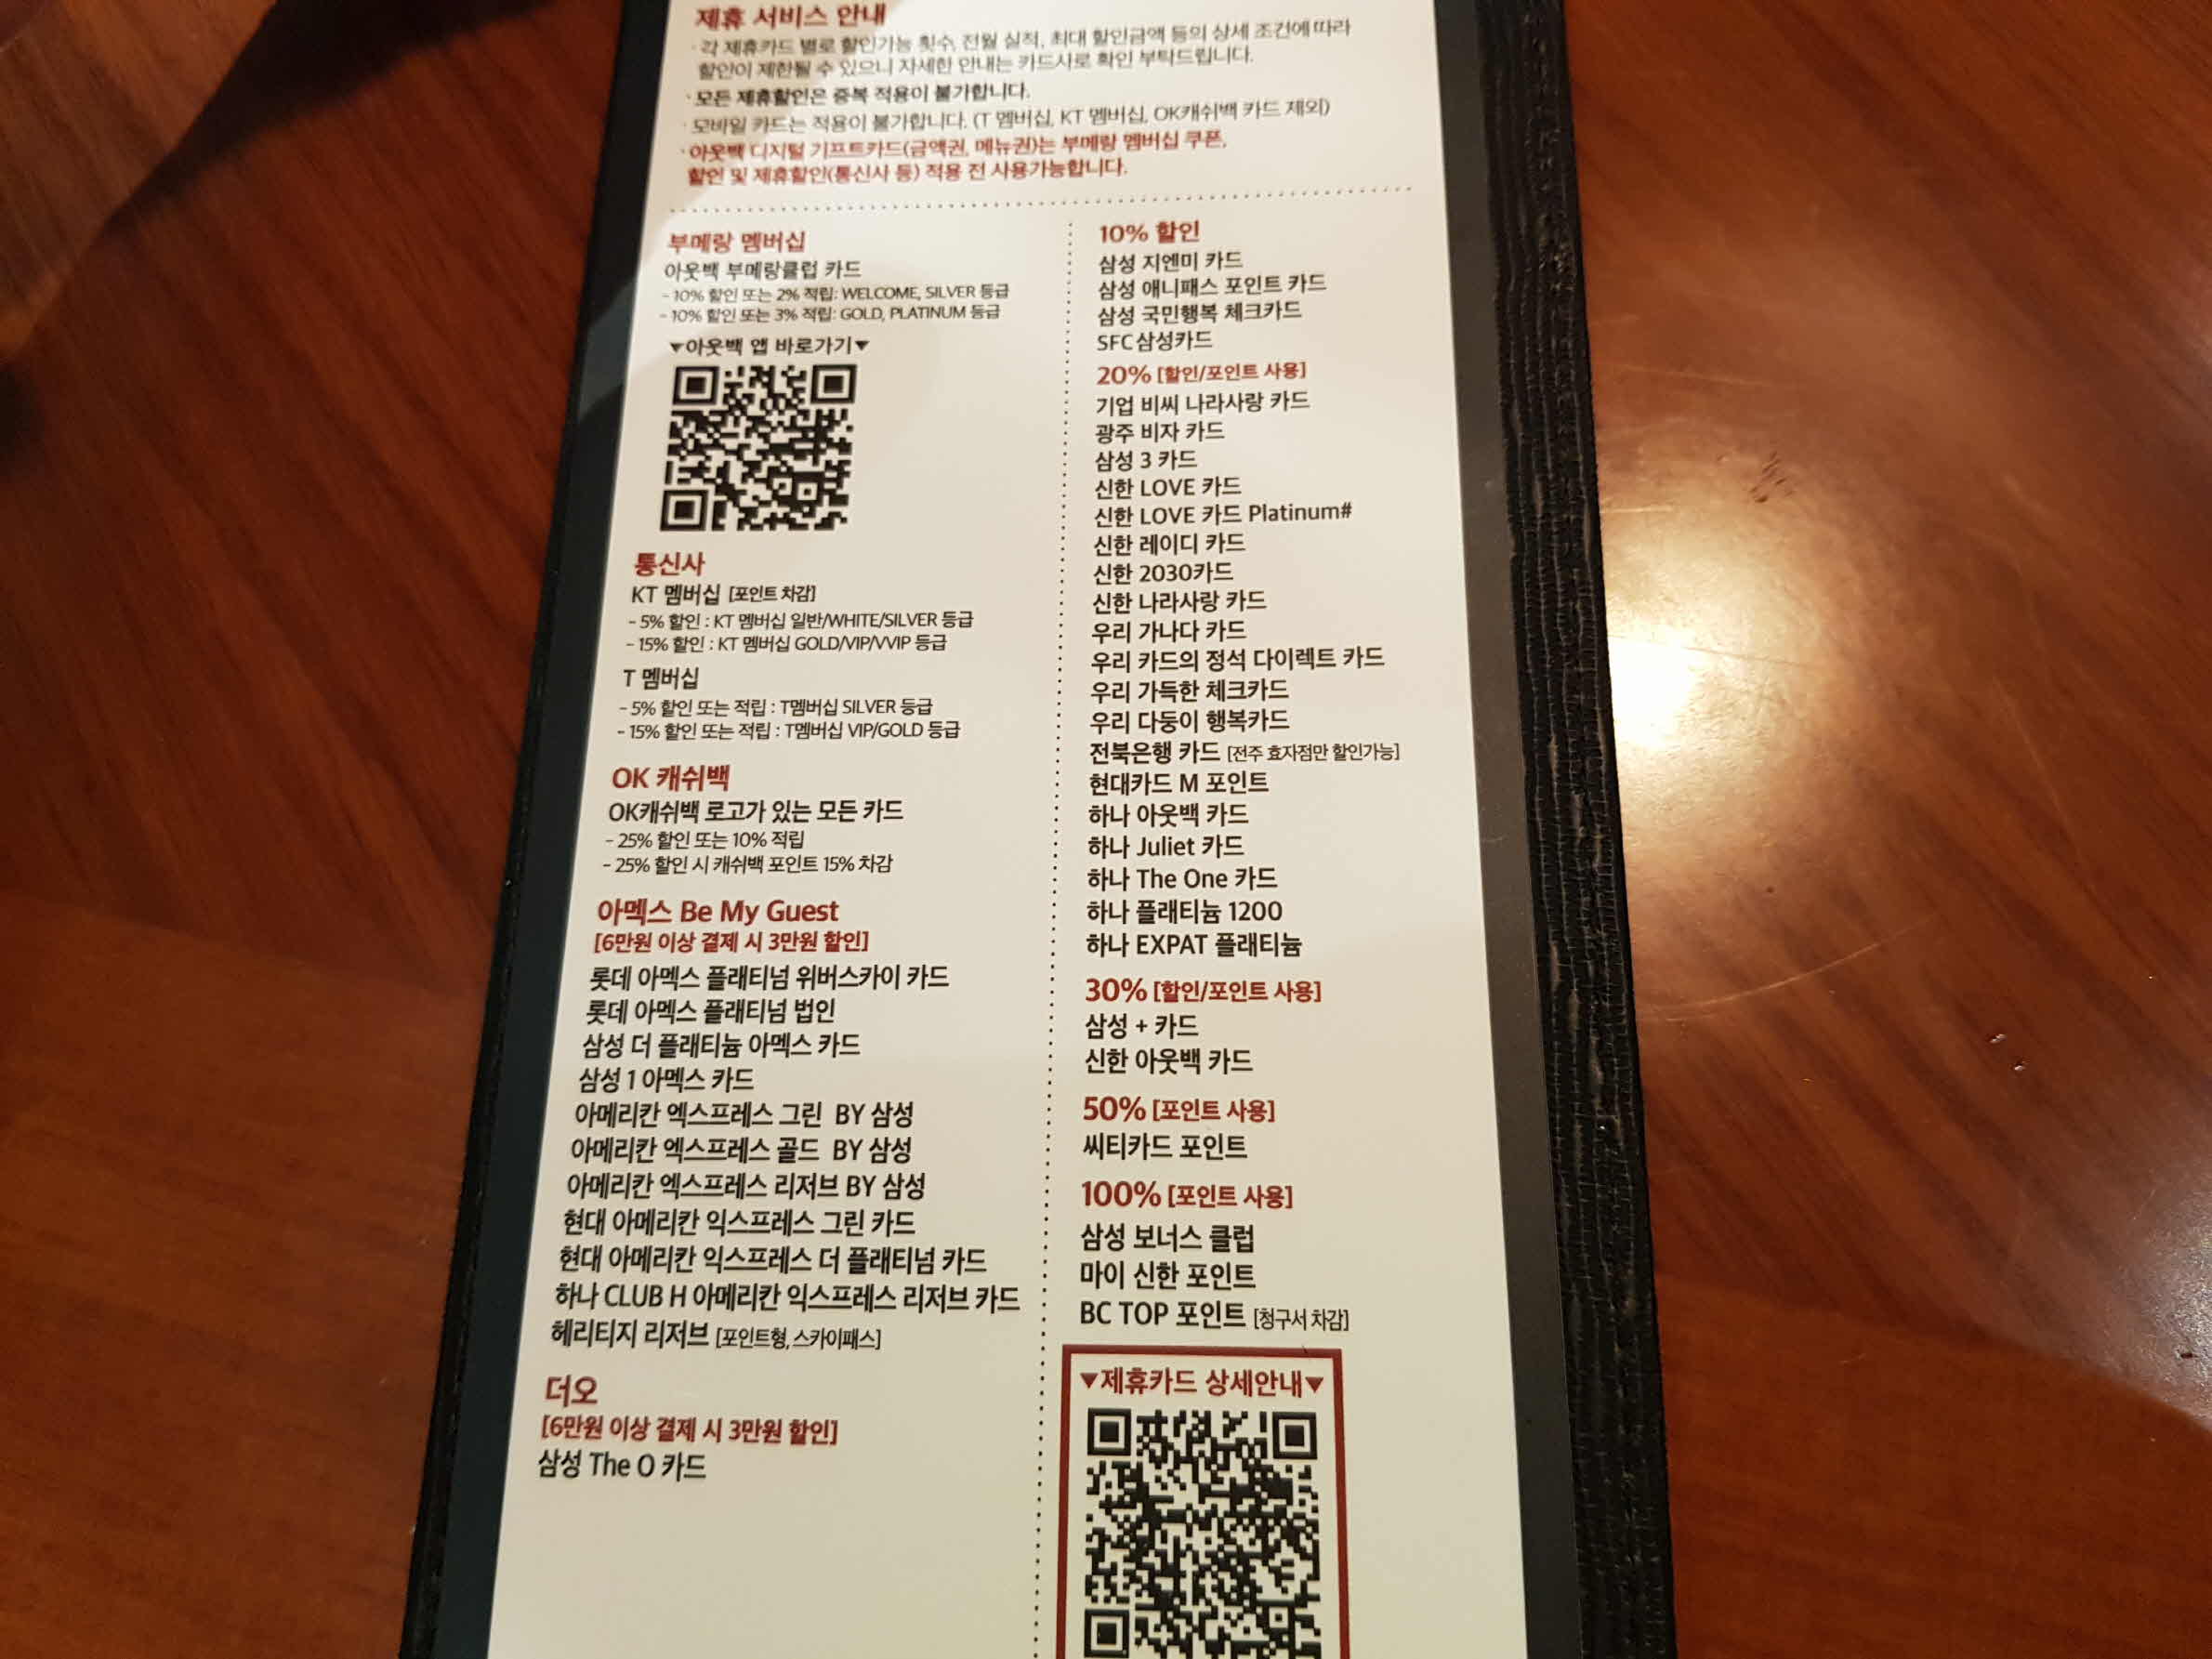 제휴 서비스 안내
· 각 제휴카드 별로 할인가능 횟수, 전월 실적, 최대 할인금액 등의 상세 조건에 따라
할인이 제한될 수 있으니 자세한 안내는 카드사로 확인 부탁드립니다.
· 모든 제휴할인은 중복 적용이 불가합니다.
· 모바일 카드는 적용이 불가합니다. (T 멤버십, KT 멤버십, OK캐쉬백 카드 제외)
· 아웃백 디지털 기프트카드(금액권, 메뉴권)는 부메랑 멤버십 쿠폰,
할인 및 제휴할인(통신사 등) 적용 전 사용가능합니다.
부메랑 멤버십
아웃백 부메랑클럽 카드
- 10% 할인 또는 2% 적립: WELCOME, SILVER 등급
- 10% 할인 또는 3% 적립: GOLD, PLATINUM 등급
▼아웃백 앱 바로가기▼
통신사
KT 멤버십 [포인트 차감]
- 5% 할인 : KT 멤버십 일반/WHITE/SILVER 등급
- 15% 할인 : KT 멤버십 GOLD/VIP/VVIP 등급
T 멤버십
- 5% 할인 또는 적립 : T멤버십 SILVER 등급
- 15% 할인 또는 적립 : T멤버십 VIP/GOLD 등급
OK 캐쉬백
OK캐쉬백 로고가 있는 모든 카드
- 25% 할인 또는 10% 적립
- 25% 할인 시 캐쉬백 포인트 15% 차감
아멕스 Be My Guest
[6만원 이상 결제 시 3만원 할인]
롯데 아멕스 플래티넘 위버스카이 카드
롯데 아멕스 플래티넘 법인
삼성 더 플래티늄 아멕스 카드
삼성 1 아멕스 카드
아메리칸 엑스프레스 그린 BY 삼성
아메리칸 엑스프레스 골드 BY 삼성
아메리칸 엑스프레스 리저브 BY 삼성
현대 아메리칸 익스프레스 그린 카드
현대 아메리칸 익스프레스 더 플래티넘 카드
하나 CLUB H 아메리칸 익스프레스 리저브 카드
헤리티지 리저브 [포인트형, 스카이패스]
더오
[6만원 이상 결제 시 3만원 할인]
삼성 The O 카드
10% 할인
삼성 지엔미 카드
삼성 애니패스 포인트 카드
삼성 국민행복 체크카드
SFC삼성카드
20% [할인/포인트 사용]
기업 비씨 나라사랑 카드
광주 비자 카드
삼성 3 카드
신한 LOVE 카드
신한 LOVE 카드 Platinum#
신한 레이디 카드
신한 2030카드
신한 나라사랑 카드
우리 가나다 카드
우리 카드의 정석 다이렉트 카드
우리 가득한 체크카드
우리 다둥이 행복카드
전북은행 카드 [전주 효자점만 할인가능]
현대카드 M 포인트
하나 아웃백 카드
하나 Juliet 카드
하나 The One 카드
하나 플래티늄 1200
하나 EXPAT 플래티늄
30% [할인/포인트 사용]
삼성 + 카드
신한 아웃백 카드
50% [포인트 사용]
씨티카드 포인트
100% [포인트 사용]
삼성 보너스 클럽
마이 신한 포인트
BC TOP 포인트 [청구서 차감]
▼제휴카드 상세안내▼